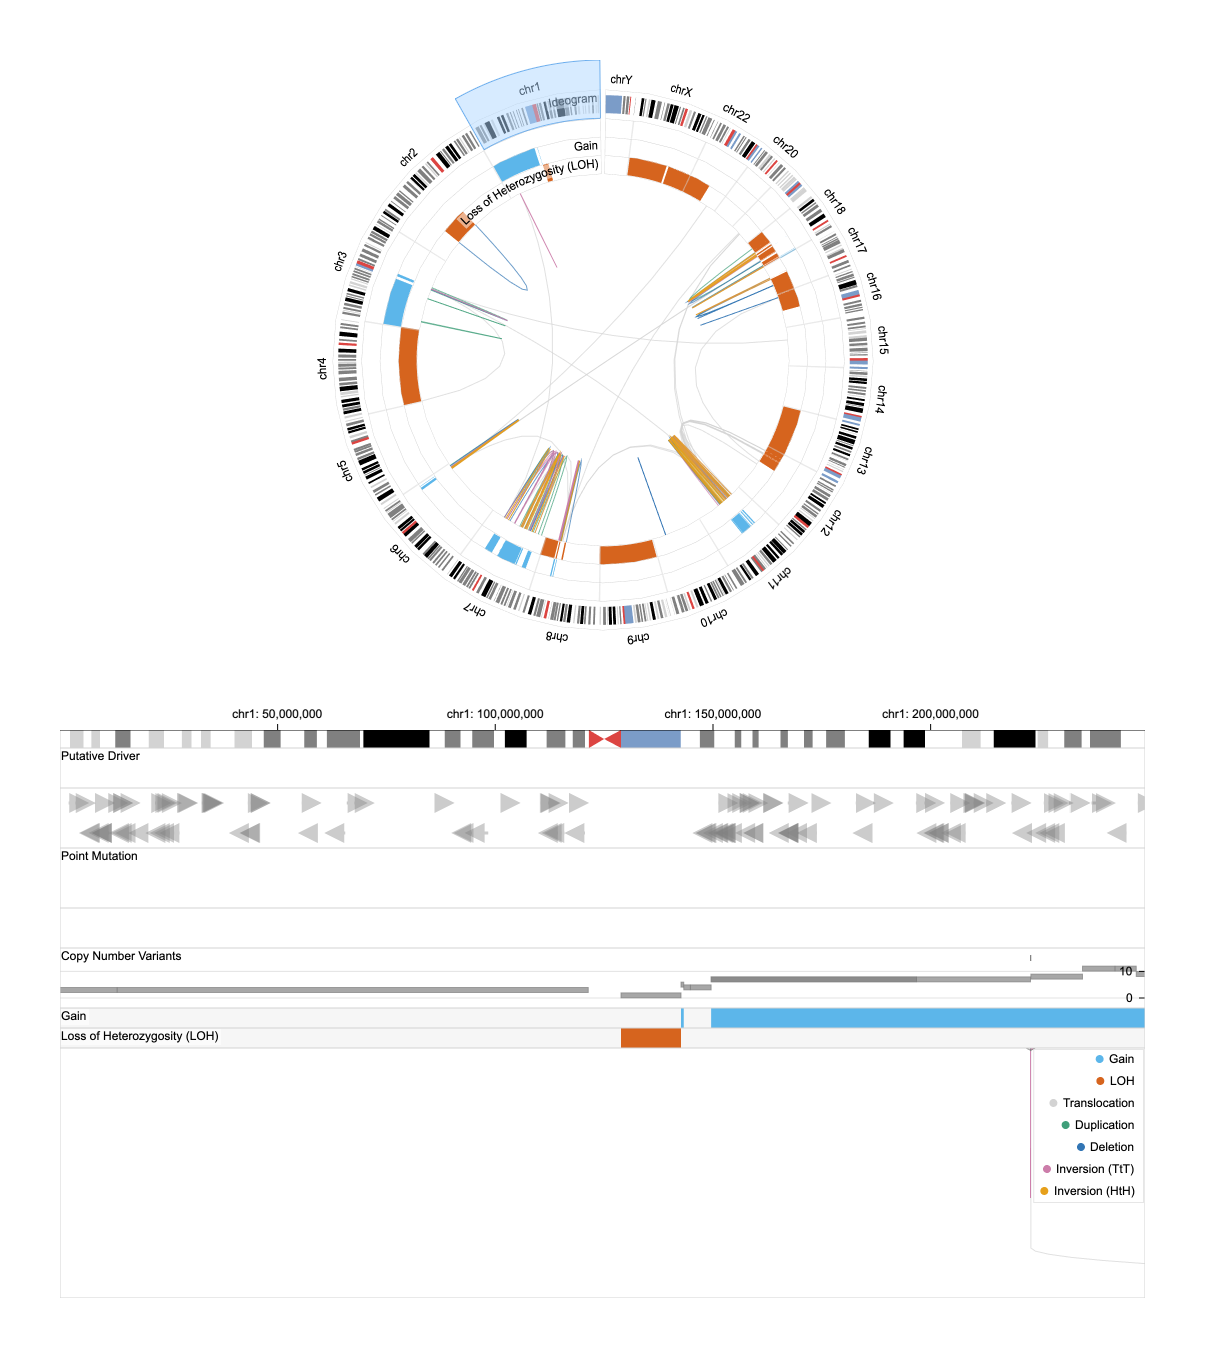 chr1
Ideogram
Gain
Loss of Heterozygosity (LOH)
chrY
chrX
chr22
chr20
chr18
chr17
chr16
chr15
chr14
chr13
chr12
chr11
chr10
chr9
chr8
chr7
chr6
chr5
chr4
chr3
chr2
chr1: 50,000,000
chr1: 100,000,000
chr1: 150,000,000
chr1: 200,000,000
Putative Driver
Point Mutation
Copy Number Variants
10
0
Gain
Loss of Heterozygosity (LOH)
Gain
LOH
Translocation
Duplication
Deletion
Inversion (TtT)
Inversion (HtH)